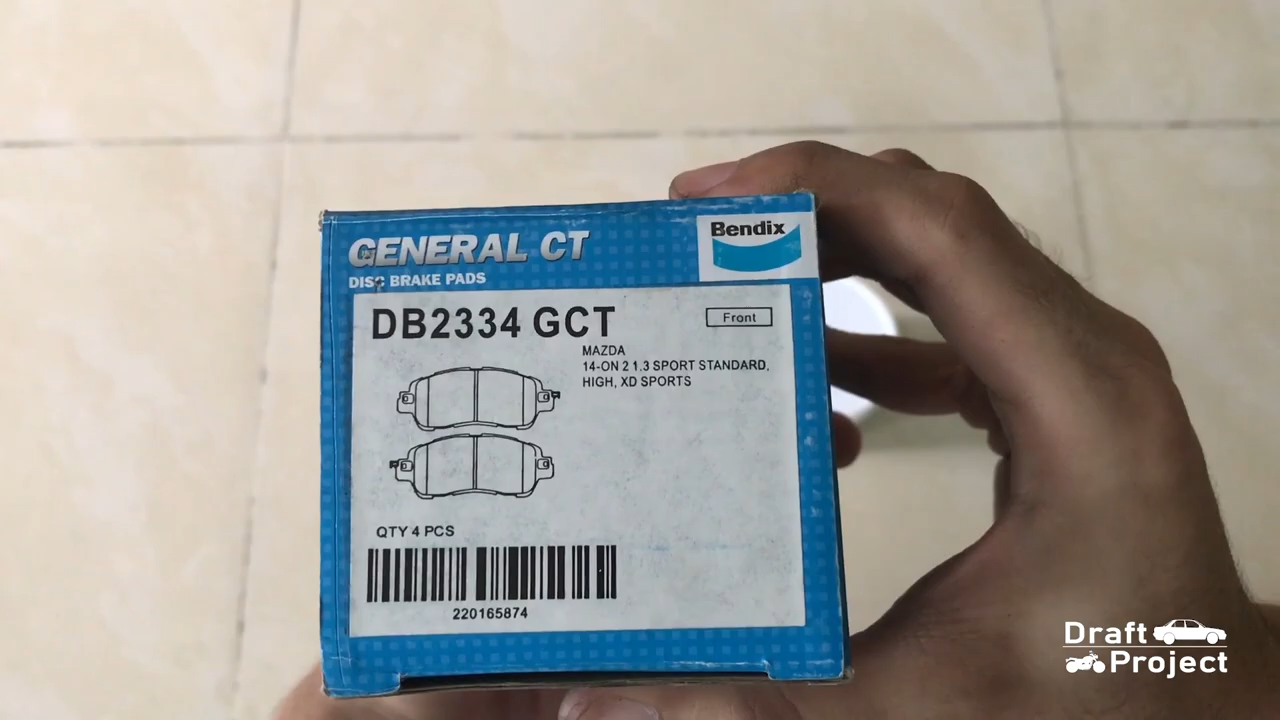 GENERAL CT
DISC BRAKE PADS
Bendix
DB2334 GCT
Front
MAZDA
14-ON 2 1.3 SPORT STANDARD,
HIGH, XD SPORTS
QTY 4 PCS
220165874
Draft
Project